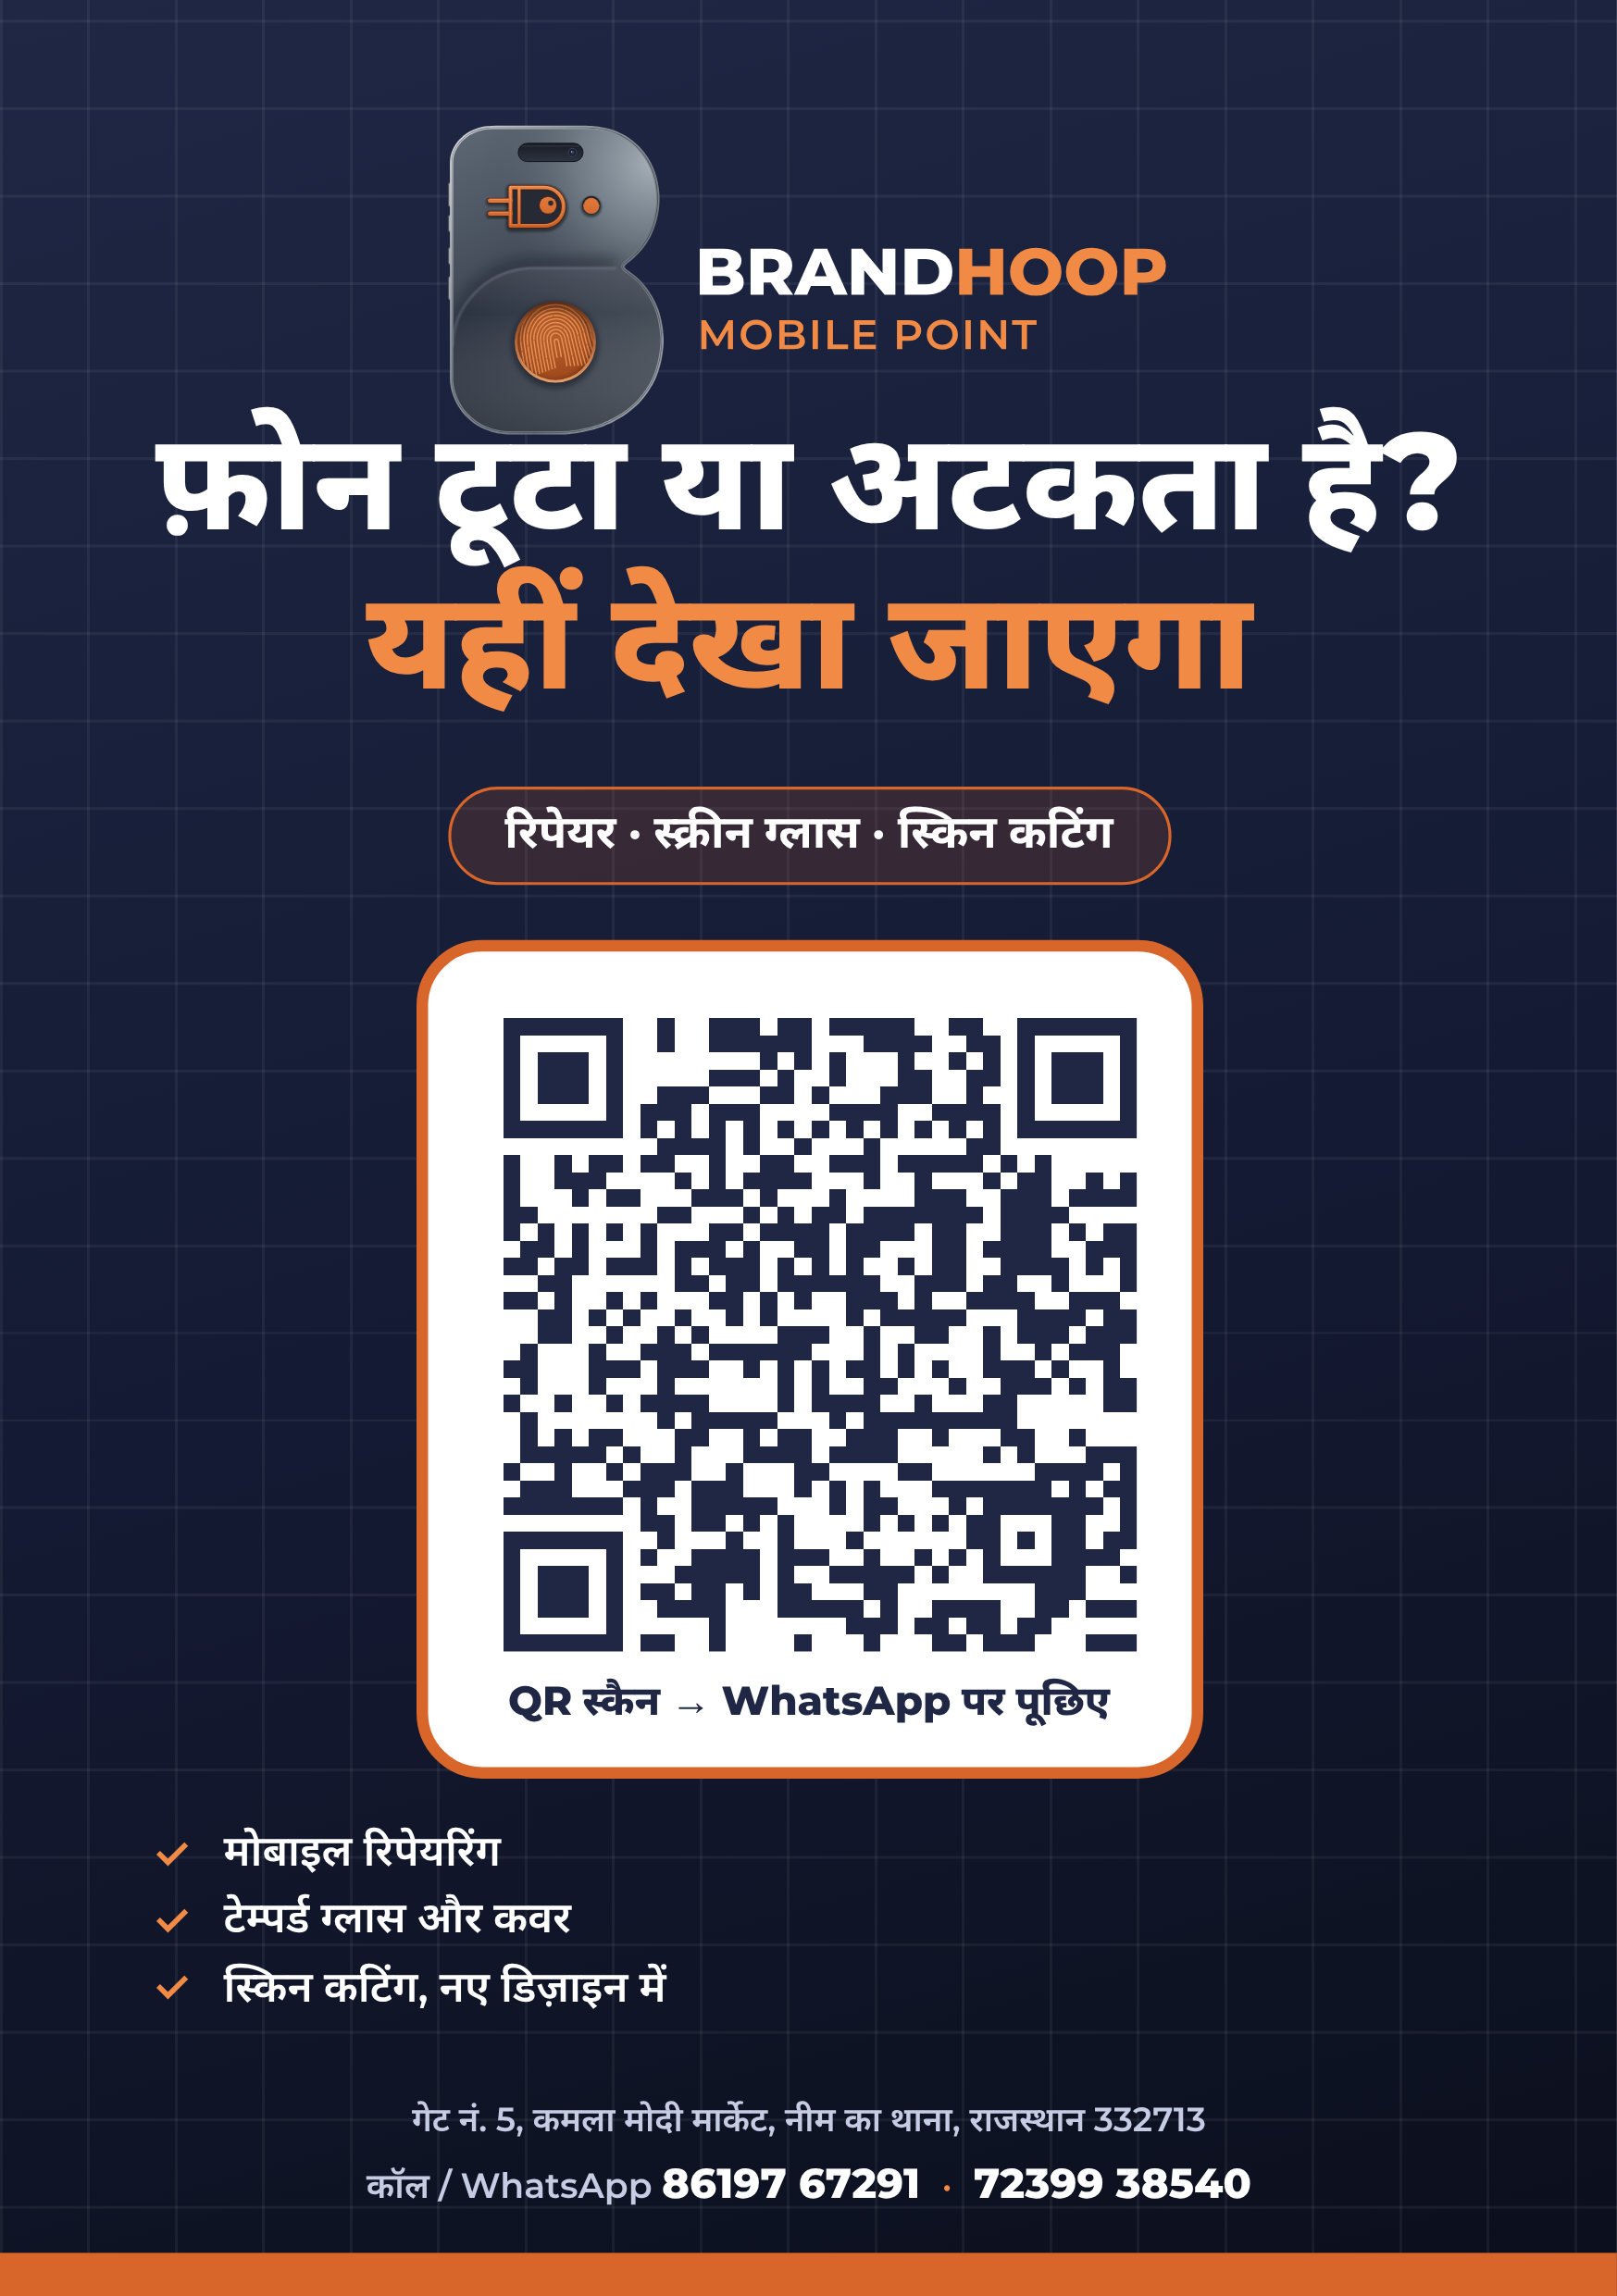 BRANDHOOP
MOBILE POINT
फ़ोन टूटा या अटकता है?
यहीं देखा जाएगा
रिपेयर · स्क्रीन ग्लास · स्किन कटिंग
QR स्कैन → WhatsApp पर पूछिए
मोबाइल रिपेयरिंग
टेम्पर्ड ग्लास और कवर
स्किन कटिंग, नए डिज़ाइन में
गेट नं. 5, कमला मोदी मार्केट, नीम का थाना, राजस्थान 332713
कॉल / WhatsApp 86197 67291 · 72399 38540